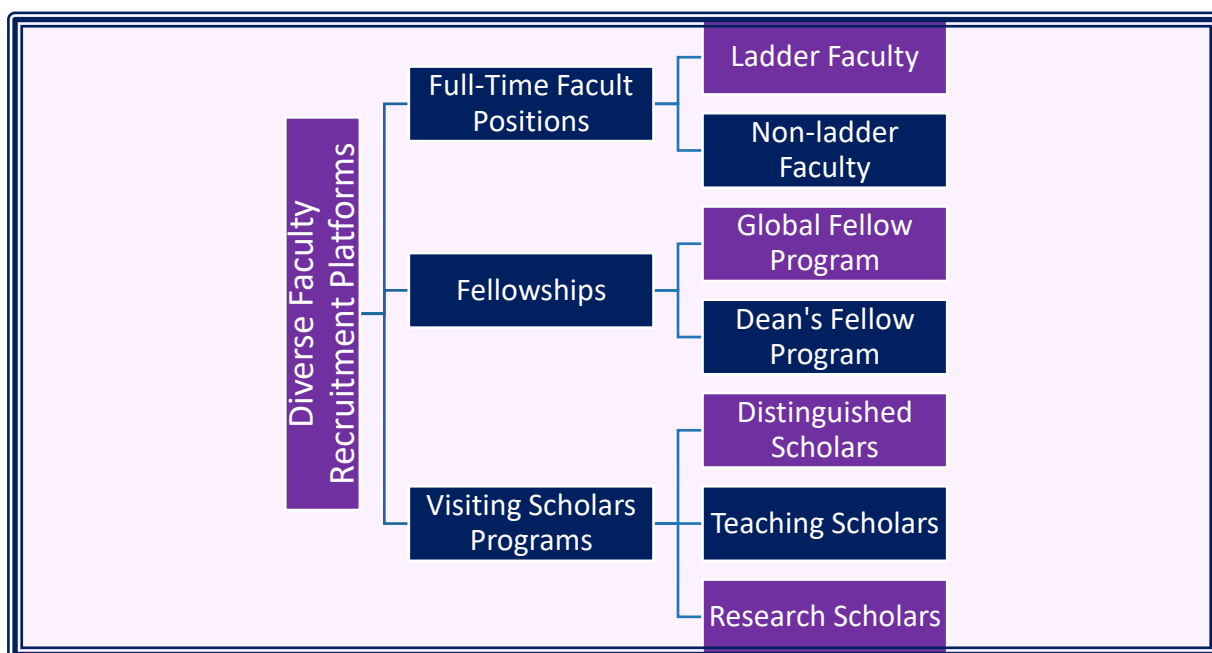 Diverse Faculty
Recruitment Platforms
Full-Time Facult
Positions
Ladder Faculty
Non-ladder
Faculty
Fellowships
Global Fellow
Program
Dean's Fellow
Program
Visiting Scholars
Programs
Distinguished
Scholars
Teaching Scholars
Research Scholars